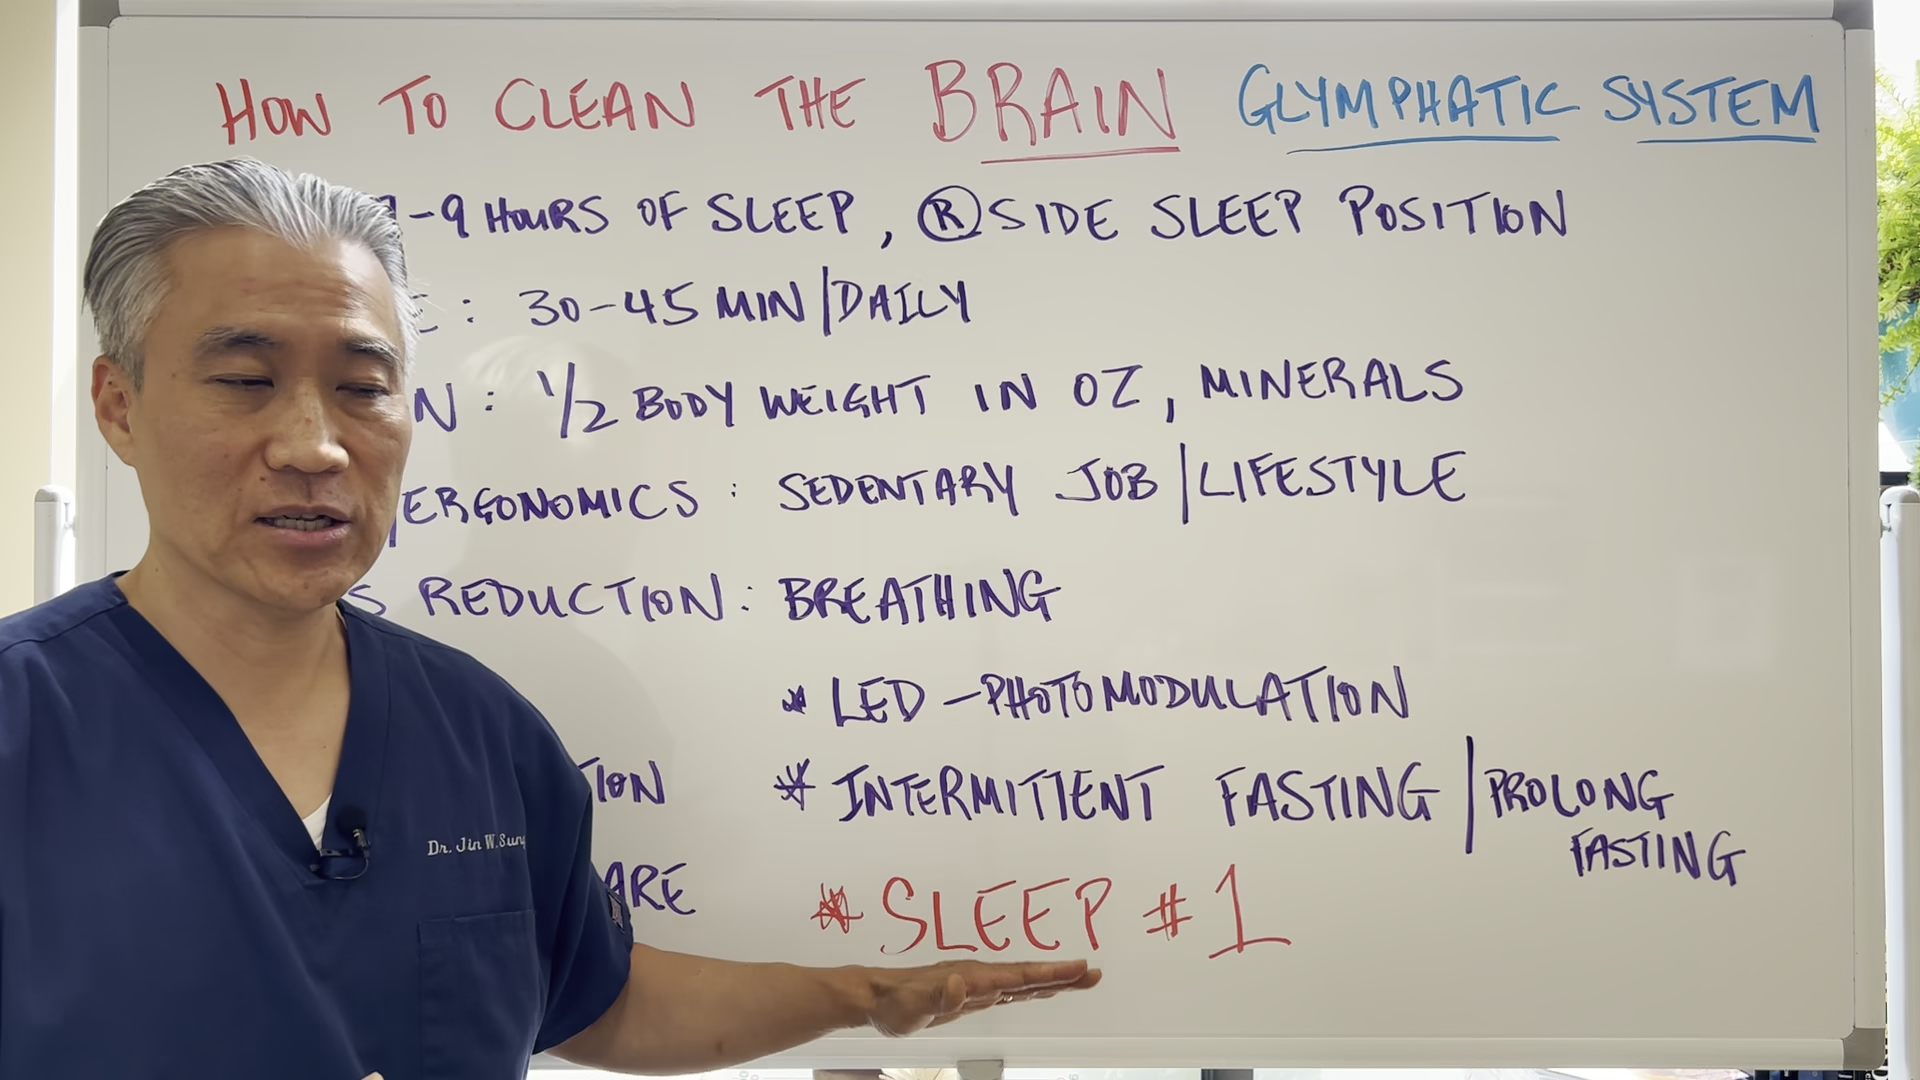 HOW TO CLEAN THE BRAIN GLYMPHATIC SYSTEM
-9 HOURS OF SLEEP, Ⓡ SIDE SLEEP POSITION
: 30-45 MIN/DAILY
N: 1/2 BODY WEIGHT IN OZ, MINERALS
/ERGONOMICS: SEDENTARY JOB/LIFESTYLE
S REDUCTION: BREATHING
* LED-PHOTOMODULATION
TION * INTERMITTENT FASTING/PROLONG
FASTING
ARE * SLEEP #1
Dr. Jin W. Sung